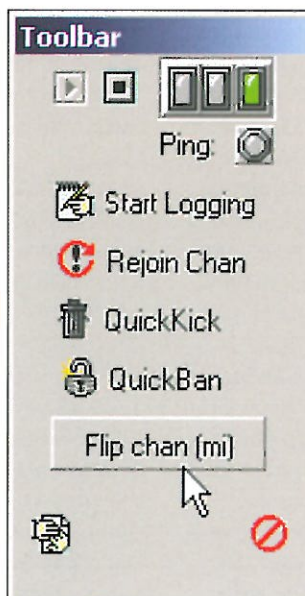 Toolbar
Ping:
Start Logging
Rejoin Chan
QuickKick
QuickBan
Flip chan (mi)